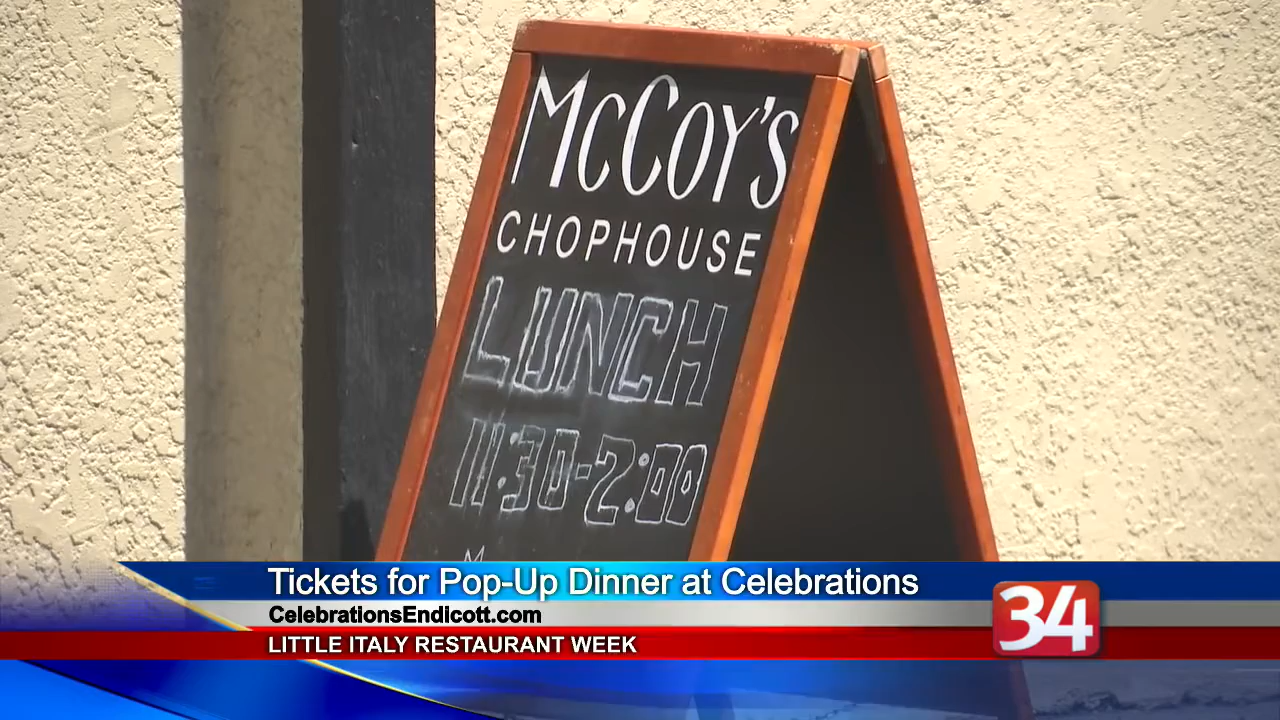 McCoy's
CHOPHOUSE
LUNCH
11:30-2:00
M
Tickets for Pop-Up Dinner at Celebrations
CelebrationsEndicott.com
LITTLE ITALY RESTAURANT WEEK
34